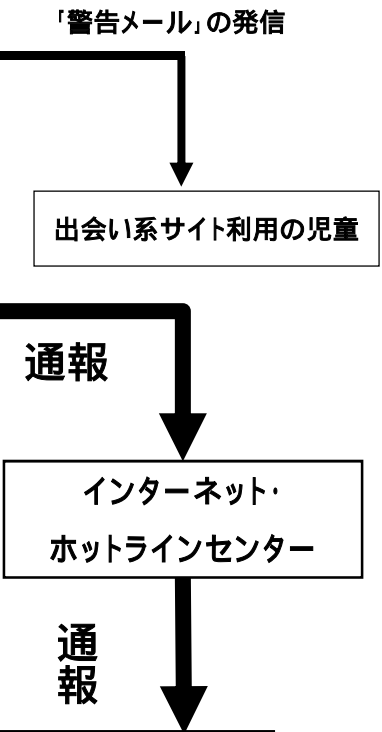 「警告メール」の発信
出会い系サイト利用の児童
通報
インターネット・
ホットラインセンター
通報